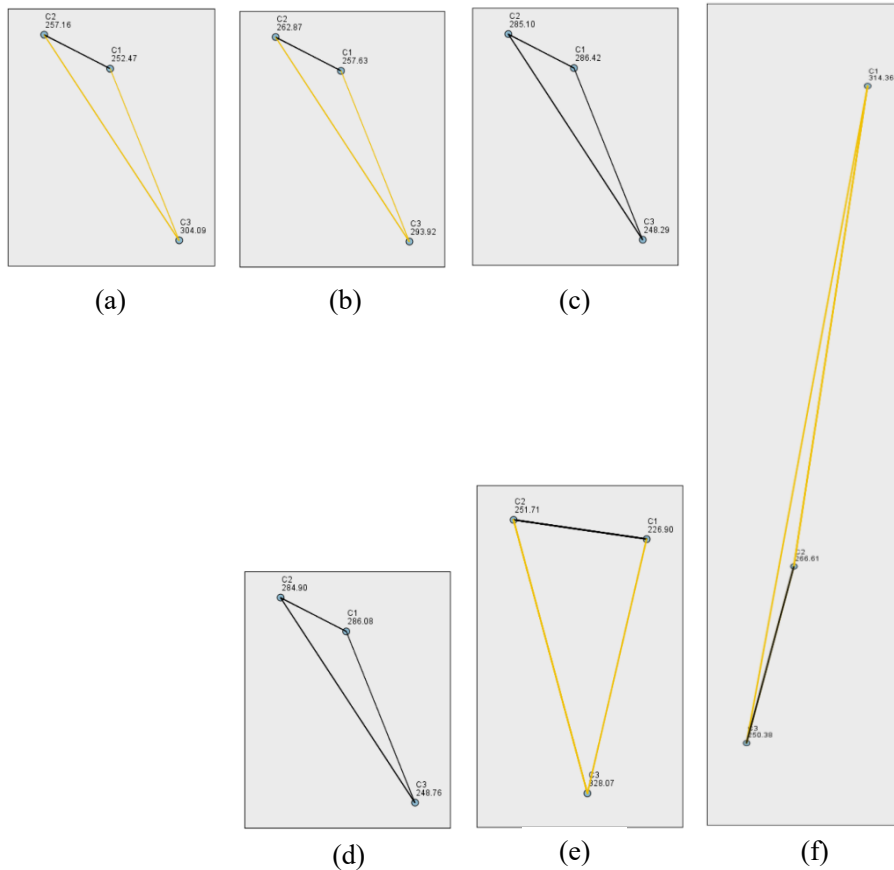 C2
257.16
C1
252.47
C3
304.09
(a)
C2
262.87
C1
257.63
C3
293.92
(b)
C2
285.10
C1
286.42
C3
248.29
(c)
C2
284.90
C1
286.08
C3
248.76
(d)
C2
251.71
C1
226.90
C3
328.07
(e)
C1
314.36
C2
266.61
C3
250.38
(f)